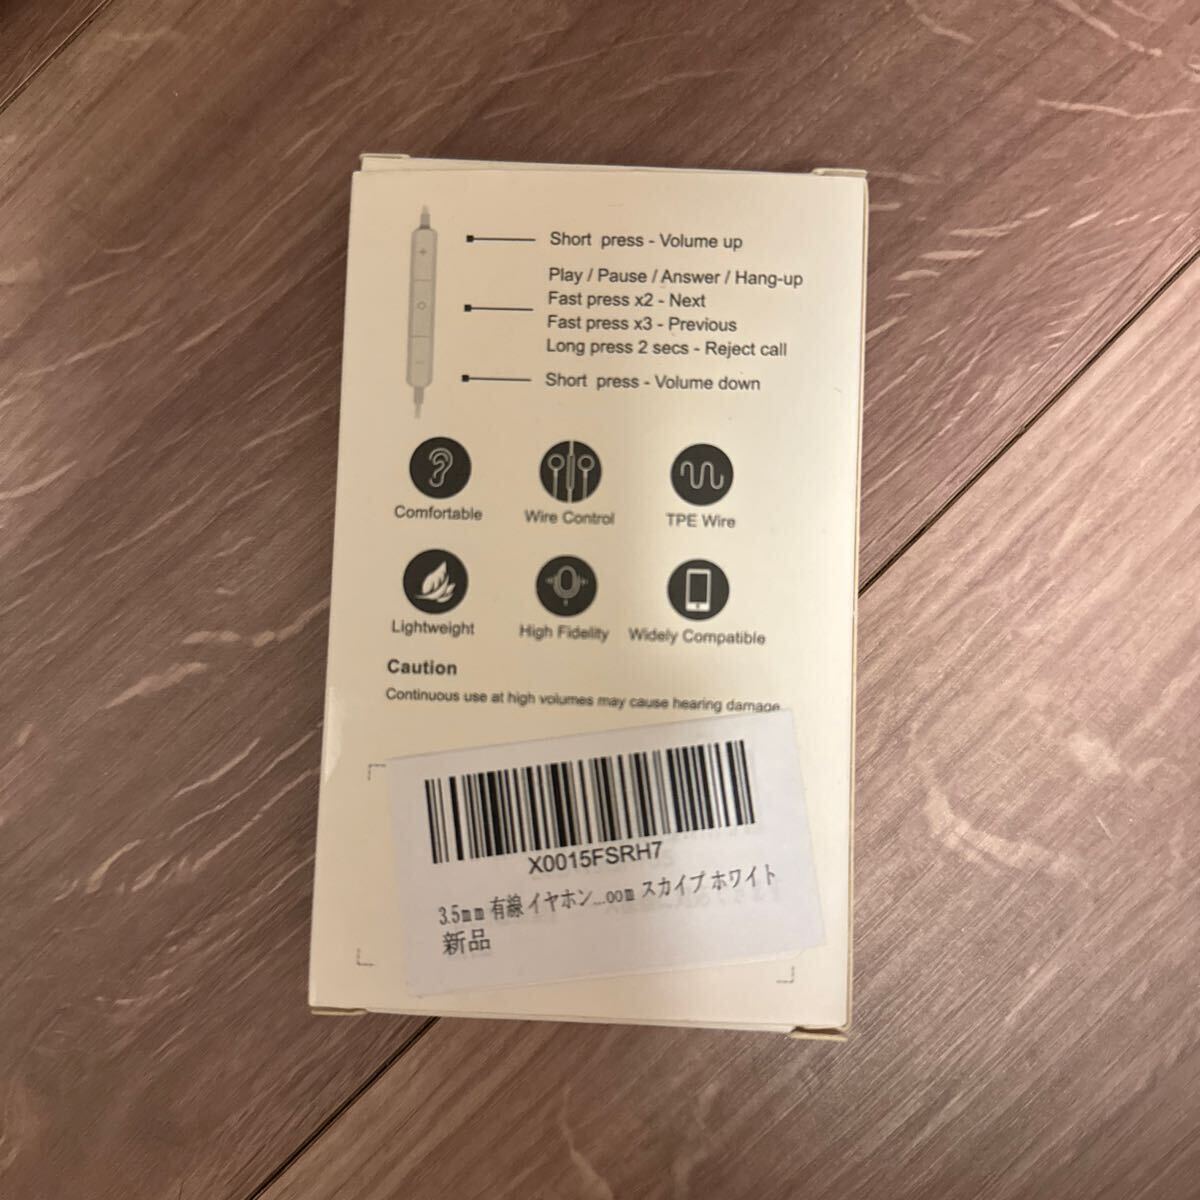 Short press - Volume up
Play / Pause / Answer / Hang-up
Fast press x2 - Next
Fast press x3 - Previous
Long press 2 secs - Reject call
Short press - Volume down
Comfortable
Wire Control
TPE Wire
Lightweight
High Fidelity
Widely Compatible
Caution
Continuous use at high volumes may cause hearing damage
X0015FSRH7
3.5mm 有線 イヤホン...oom スカイプ ホワイト
新品